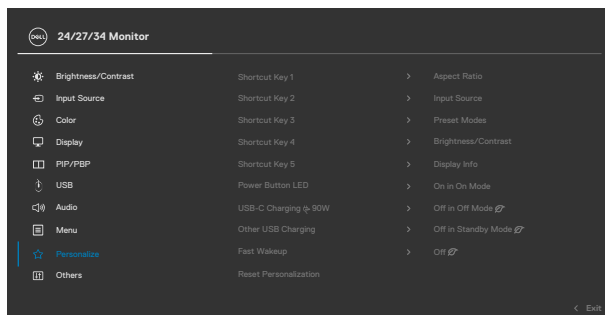 DELL 24/27/34 Monitor
Brightness/Contrast Shortcut Key 1 > Aspect Ratio
Input Source Shortcut Key 2 > Input Source
Color Shortcut Key 3 > Preset Modes
Display Shortcut Key 4 > Brightness/Contrast
PIP/PBP Shortcut Key 5 > Display Info
USB Power Button LED > On in On Mode
Audio USB-C Charging 90W > Off in Off Mode
Menu Other USB Charging > Off in Standby Mode
Personalize Fast Wakeup > Off
Others Reset Personalization
< Exit